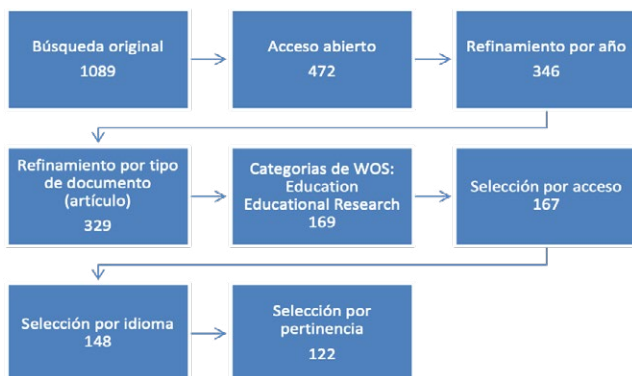 Búsqueda original
1089
Acceso abierto
472
Refinamiento por año
346
Refinamiento por tipo
de documento
(artículo)
329
Categorias de WOS:
Education
Educational Research
169
Selección por acceso
167
Selección por idioma
148
Selección por
pertinencia
122